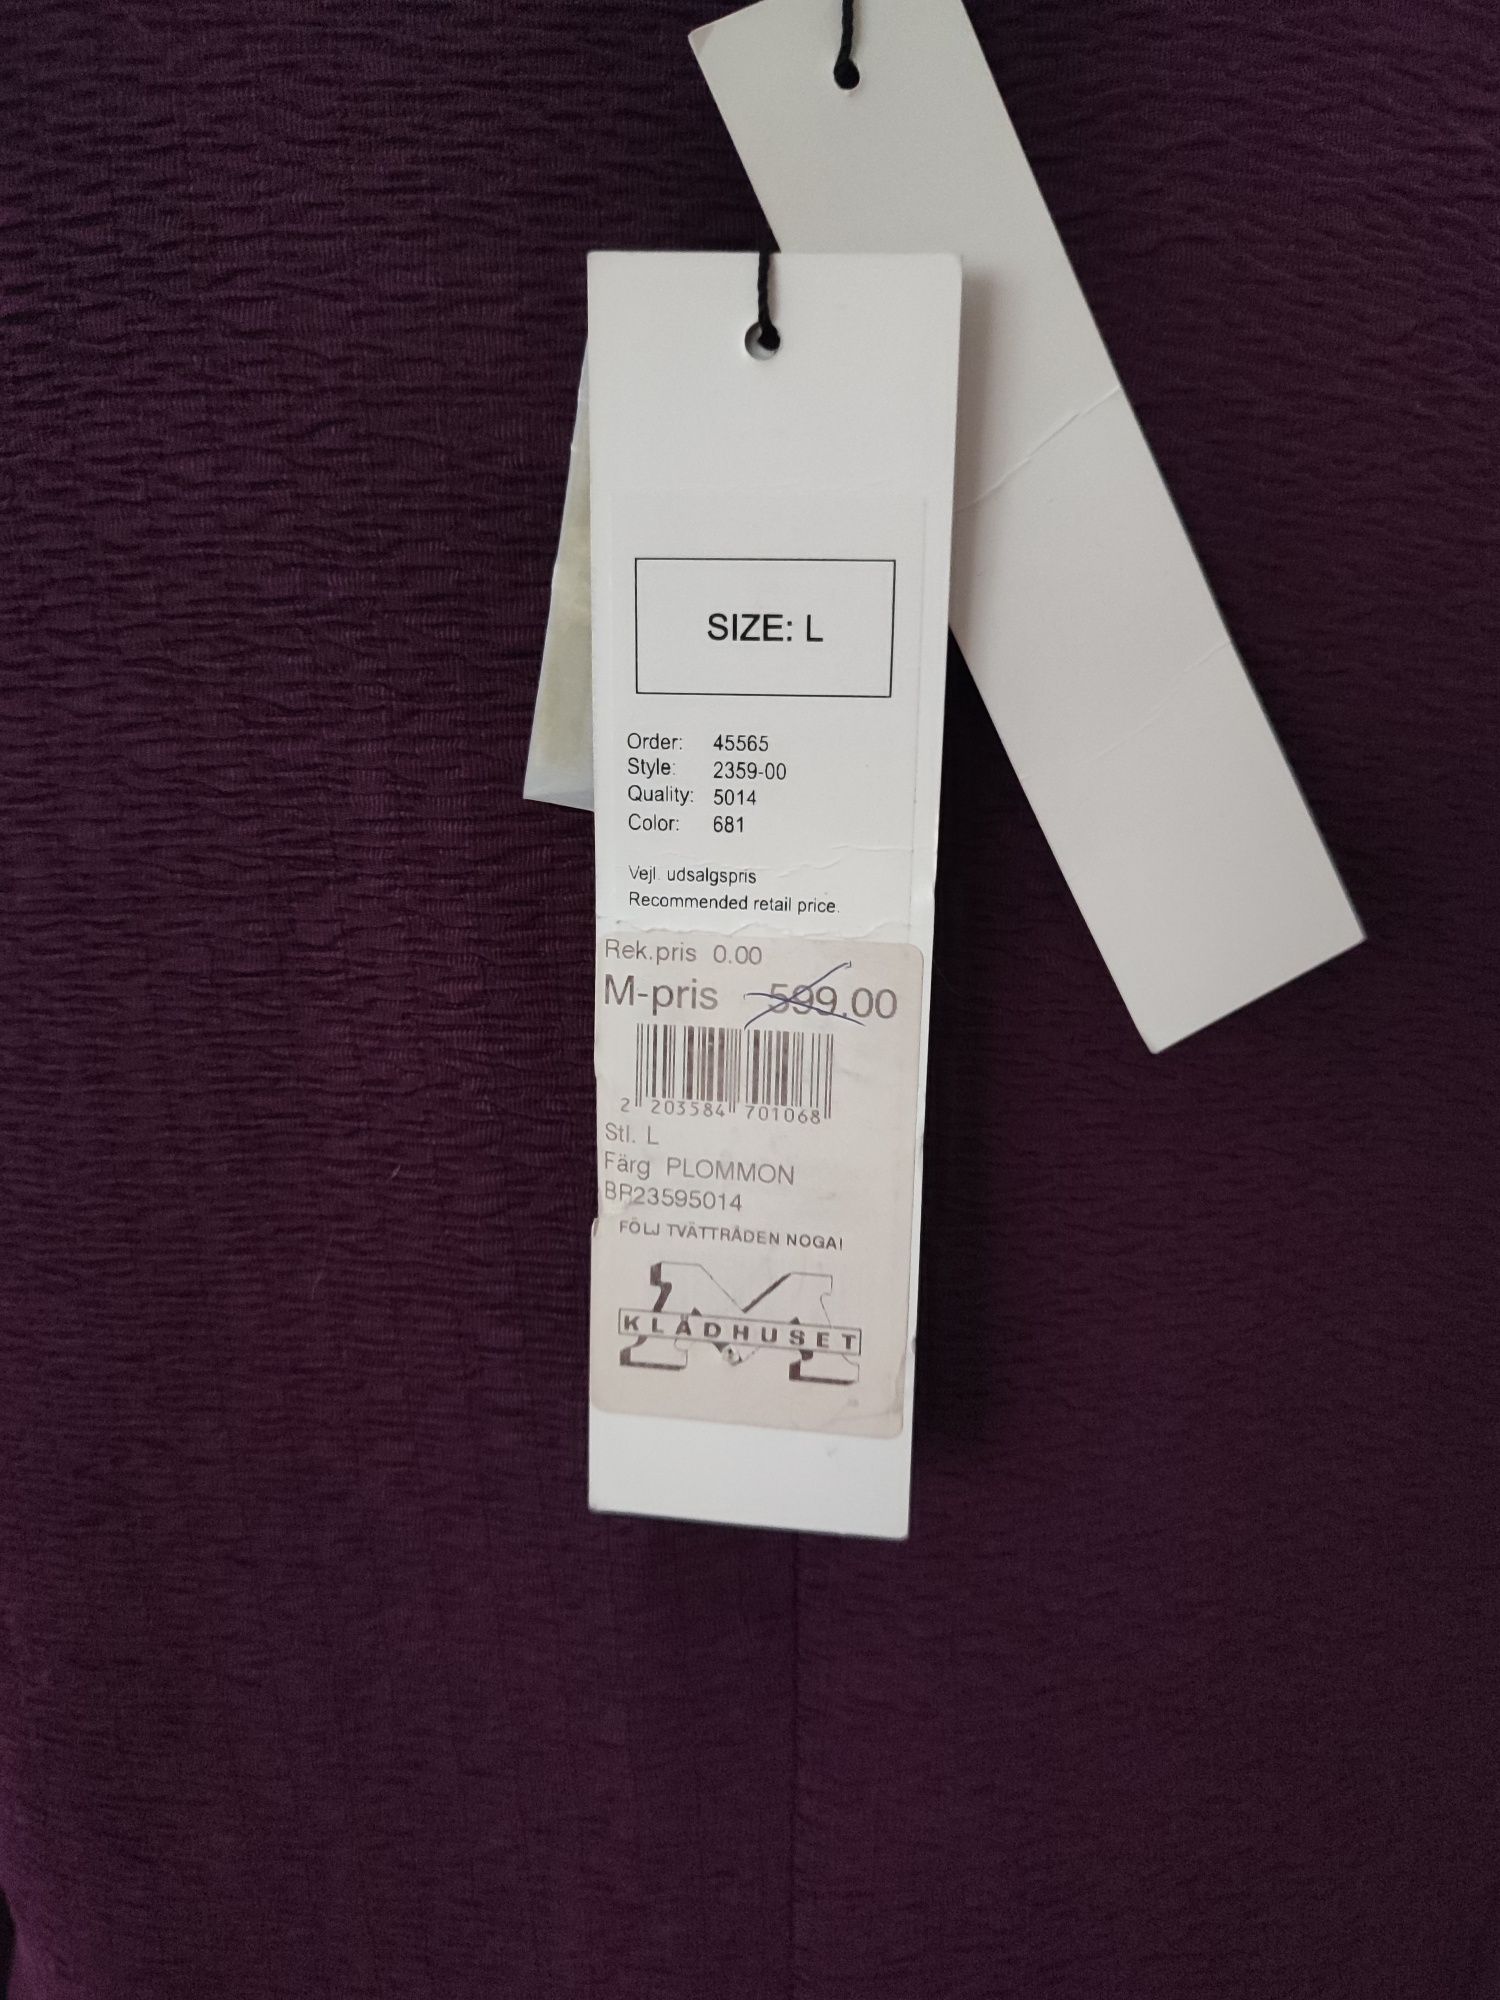 SIZE: L
Order: 45565
Style: 2359-00
Quality: 5014
Color: 681
Vejl. udsalgspris
Recommended retail price.
Rek.pris 0.00
M-pris 599.00
2 203584 701068
Stl. L
Färg PLOMMON
BR23595014
FÖLJ TVÄTTRÅDEN NOGA!
M
KLÄDHUSET